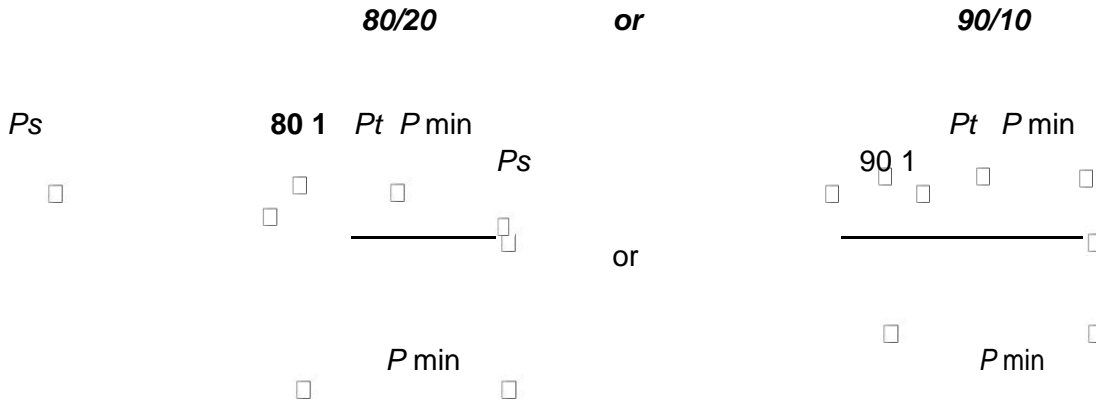 80/20 or 90/10
Ps 80 1 Pt P min Pt P min
Ps 90 1
or
P min P min